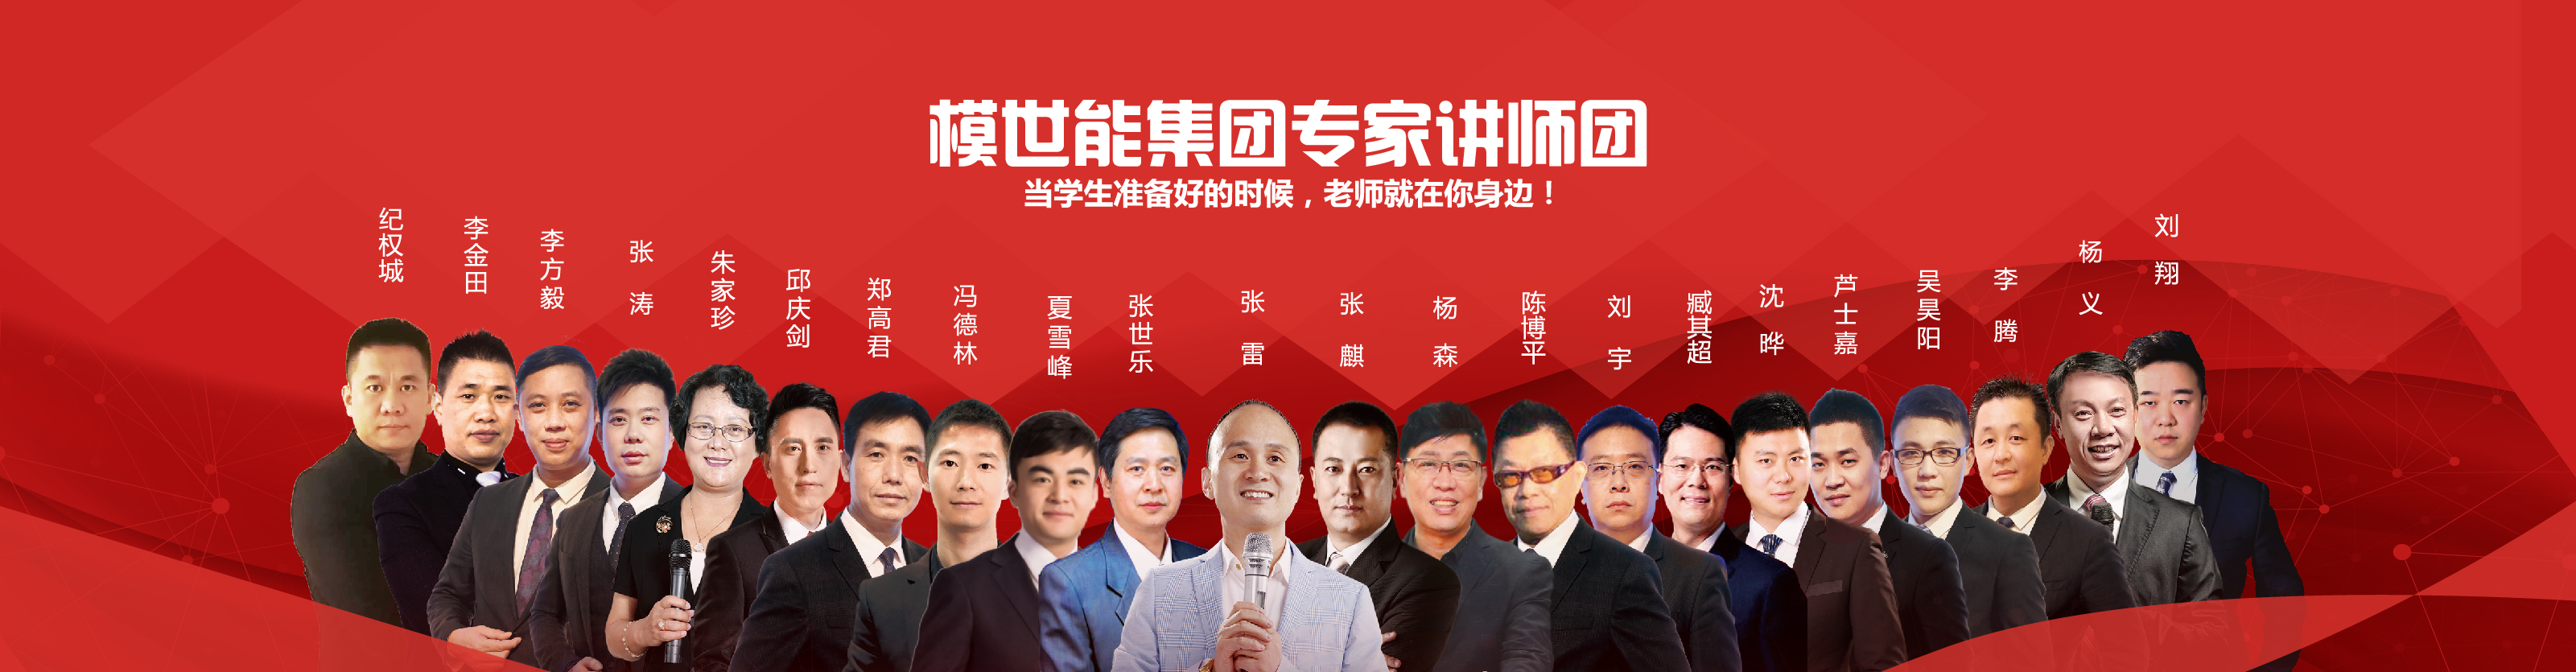 模世能集团专家讲师团
当学生准备好的时候，老师就在你身边！
纪权城
李金田
李方毅
张涛
朱家珍
邱庆剑
郑高君
冯德林
夏雪峰
张世乐
张雷
张麒
杨森
陈博平
刘宇
臧其超
沈晔
芦士嘉
吴昊阳
李腾
杨义
刘翔